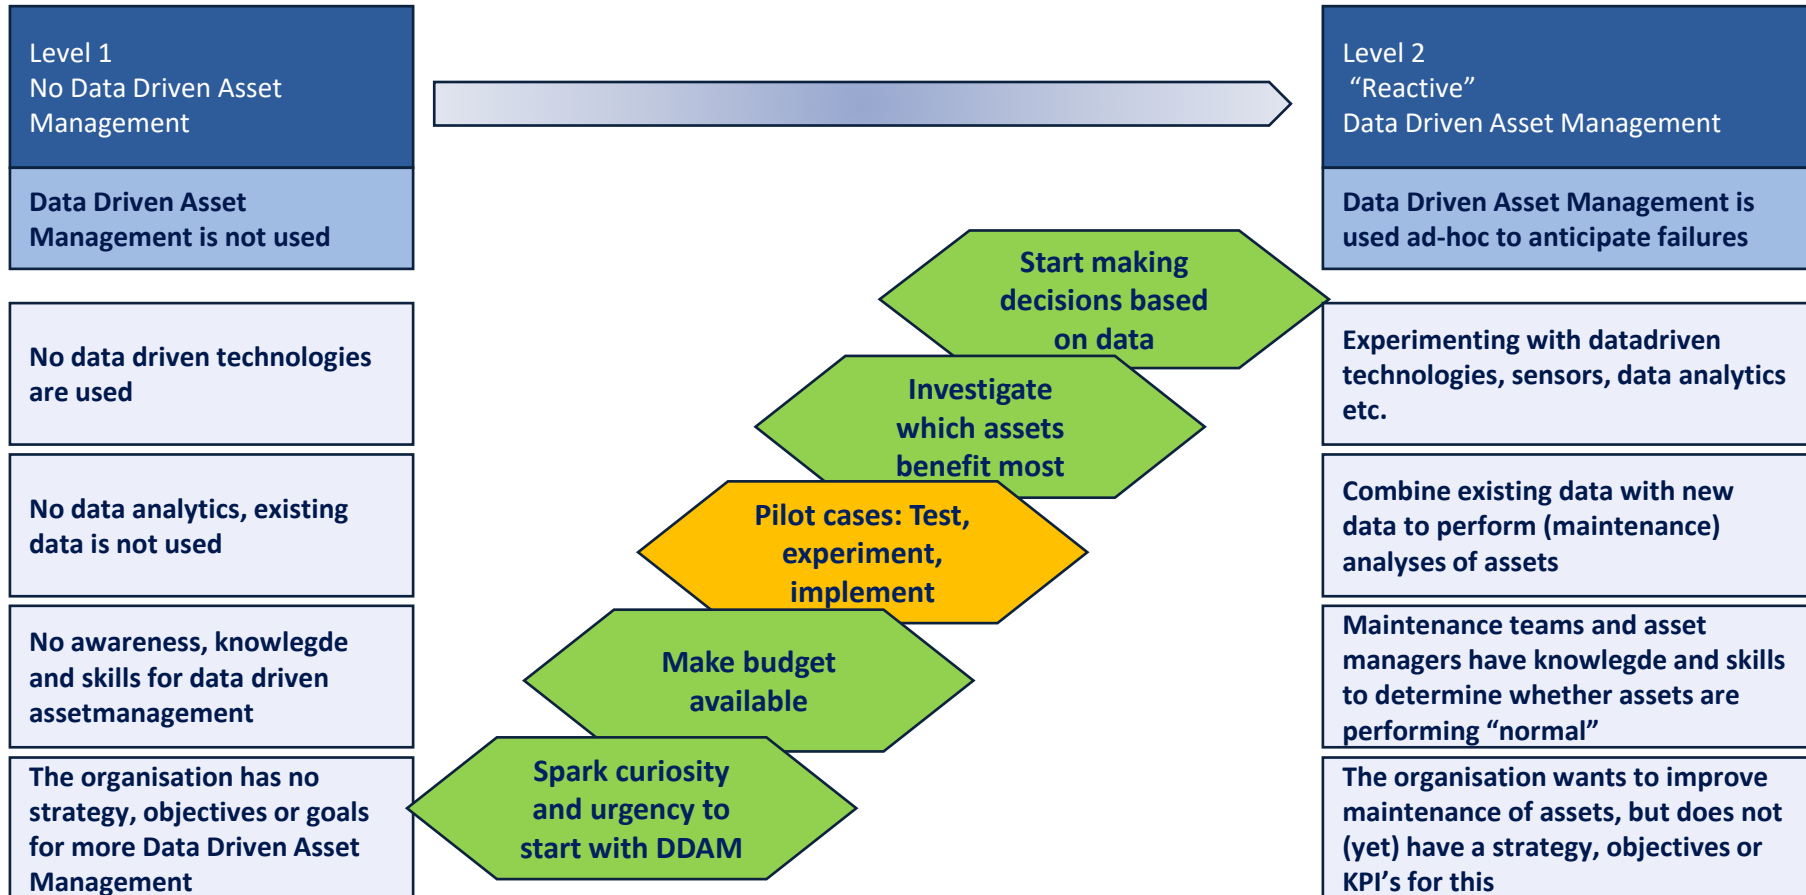 Level 1
No Data Driven Asset
Management
Data Driven Asset
Management is not used
No data driven technologies
are used
No data analytics, existing
data is not used
No awareness, knowlegde
and skills for data driven
assetmanagement
The organisation has no
strategy, objectives or goals
for more Data Driven Asset
Management
Start making
decisions based
on data
Investigate
which assets
benefit most
Pilot cases: Test,
experiment,
implement
Make budget
available
Spark curiosity
and urgency to
start with DDAM
Level 2
“Reactive”
Data Driven Asset Management
Data Driven Asset Management is
used ad-hoc to anticipate failures
Experimenting with datadriven
technologies, sensors, data analytics
etc.
Combine existing data with new
data to perform (maintenance)
analyses of assets
Maintenance teams and asset
managers have knowlegde and skills
to determine whether assets are
performing “normal”
The organisation wants to improve
maintenance of assets, but does not
(yet) have a strategy, objectives or
KPI’s for this